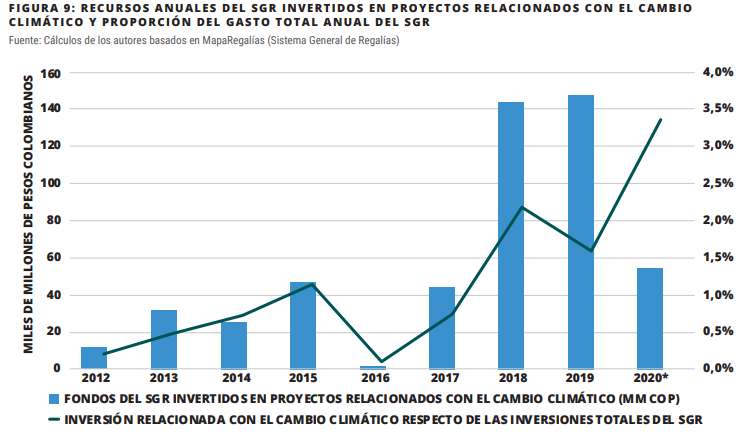 FIGURA 9: RECURSOS ANUALES DEL SGR INVERTIDOS EN PROYECTOS RELACIONADOS CON EL CAMBIO
CLIMÁTICO Y PROPORCIÓN DEL GASTO TOTAL ANUAL DEL SGR
Fuente: Cálculos de los autores basados en MapaRegalías (Sistema General de Regalías)
MILES DE MILLONES DE PESOS COLOMBIANOS
160
140
120
100
80
60
40
20
0
4,0%
3,5%
3,0%
2,5%
2,0%
1,5%
1,0%
0,5%
0,0%
2012 2013 2014 2015 2016 2017 2018 2019 2020*
FONDOS DEL SGR INVERTIDOS EN PROYECTOS RELACIONADOS CON EL CAMBIO CLIMÁTICO (MM COP)
INVERSIÓN RELACIONADA CON EL CAMBIO CLIMÁTICO RESPECTO DE LAS INVERSIONES TOTALES DEL SGR